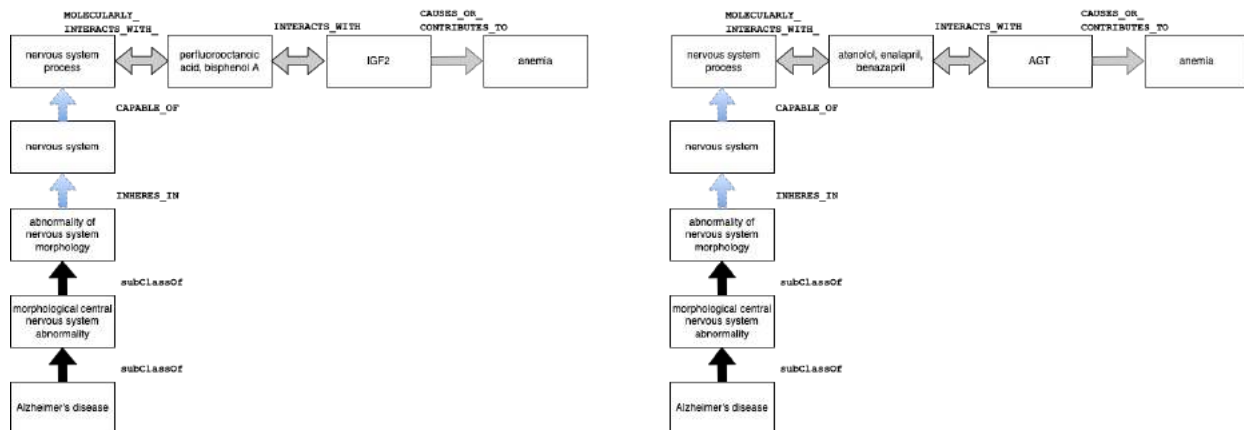 MOLECULARLY_
INTERACTS_WITH_
INTERACTS_WITH
CAUSES_OR_
CONTRIBUTES_TO
nervous system
process
perfluorooctanoic
acid, bisphenol A
IGF2
anemia
CAPABLE_OF
nervous system
INHERES_IN
abnormality of
nervous system
morphology
subClassOf
morphological central
nervous system
abnormality
subClassOf
Alzheimer's disease
MOLECULARLY_
INTERACTS_WITH_
INTERACTS_WITH
CAUSES_OR_
CONTRIBUTES_TO
nervous system
process
atenolol, enalapril,
benazapril
AGT
anemia
CAPABLE_OF
nervous system
INHERES_IN
abnormality of
nervous system
morphology
subClassOf
morphological central
nervous system
abnormality
subClassOf
Alzheimer's disease